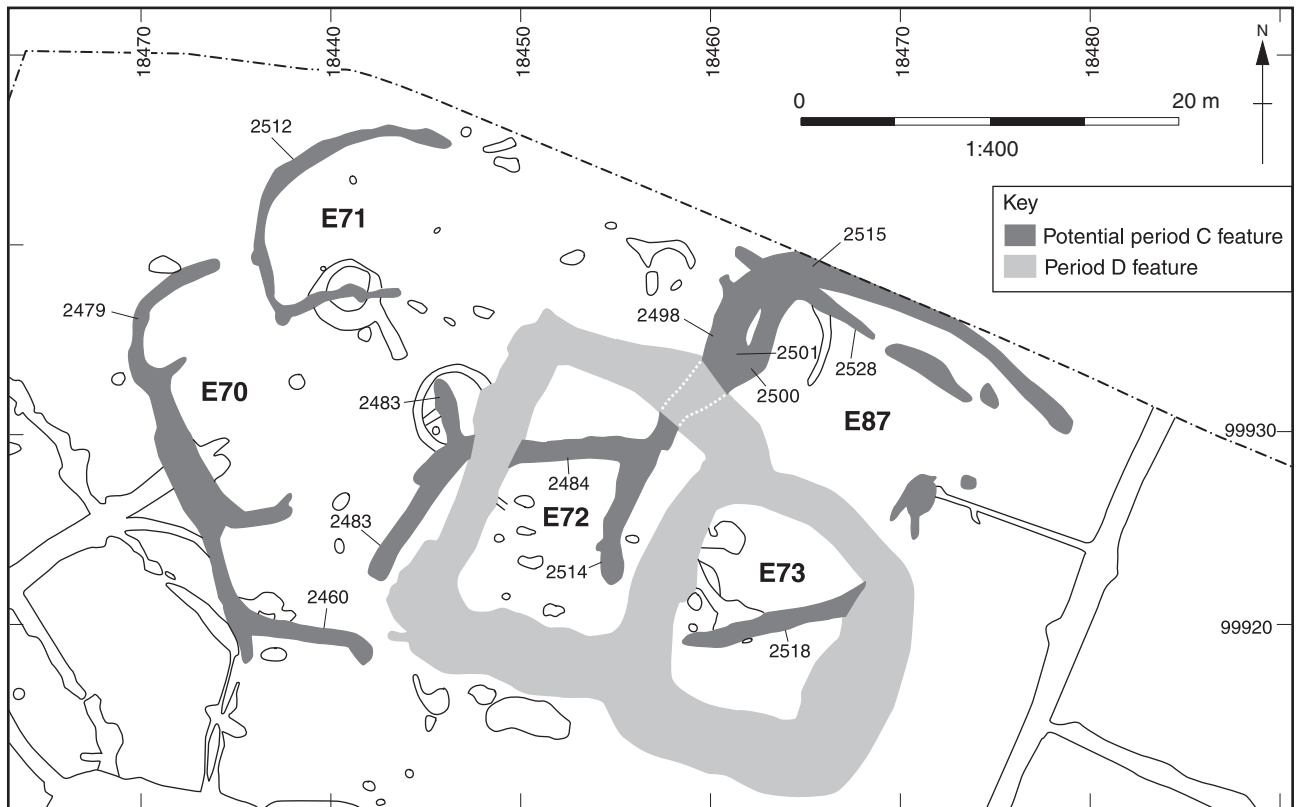 18470
18440
18450
18460
18470
18480
N
0
20 m
1:400
2512
E71
2515
Key
Potential period C feature
Period D feature
2479
2498
2501
2528
2500
E70
2483
E87
99930
2484
2483
E72
2514
E73
2460
99920
2518